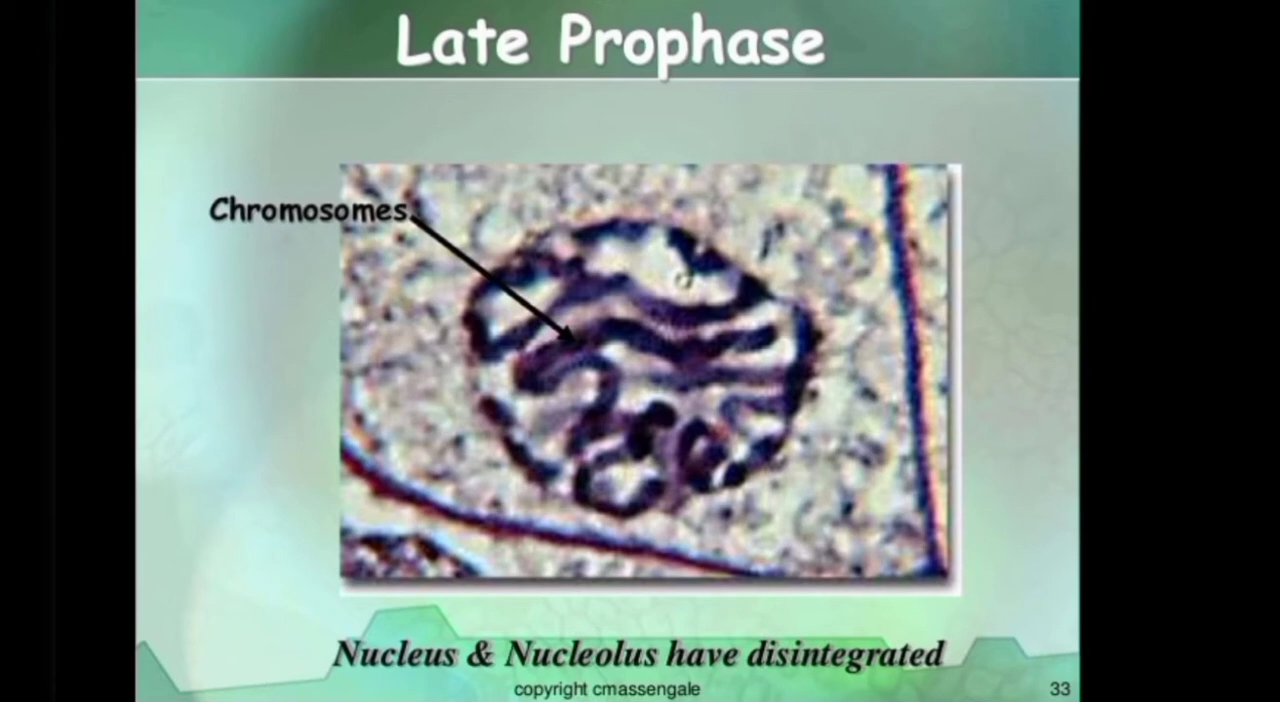 Late Prophase
Chromosomes
Nucleus & Nucleolus have disintegrated
copyright cmassengale
33